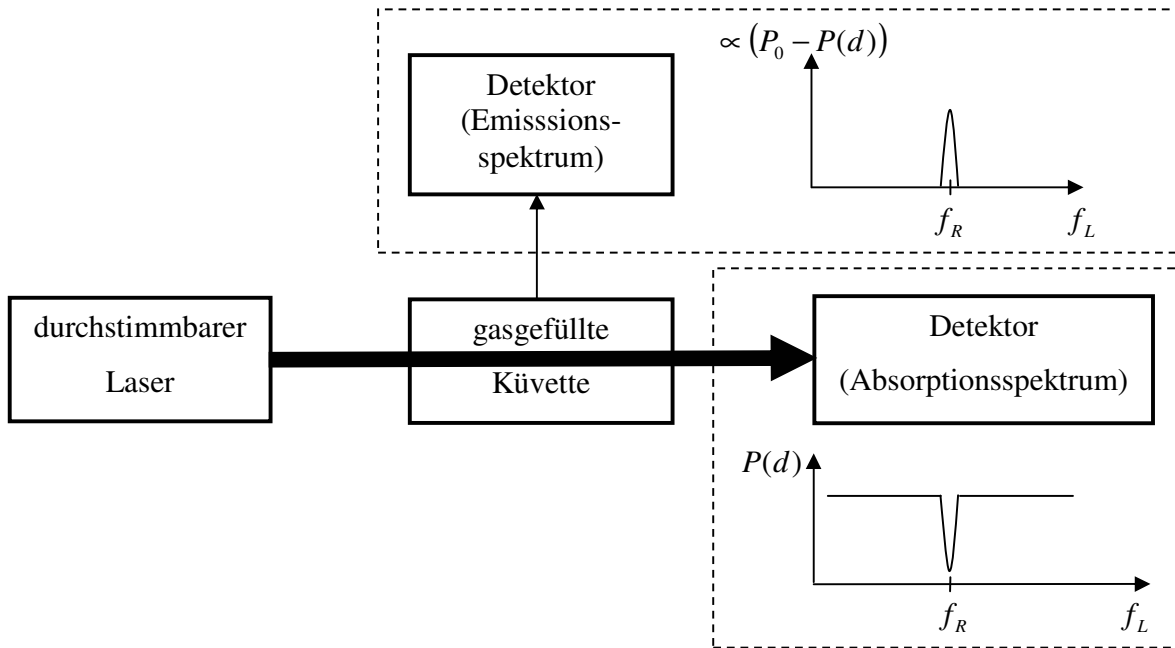 Detektor
(Emisssions-
spektrum)
∝ (P₀ − P(d))
f_R
f_L
durchstimmbarer
Laser
gasgefüllte
Küvette
Detektor
(Absorptionsspektrum)
P(d)
f_R
f_L